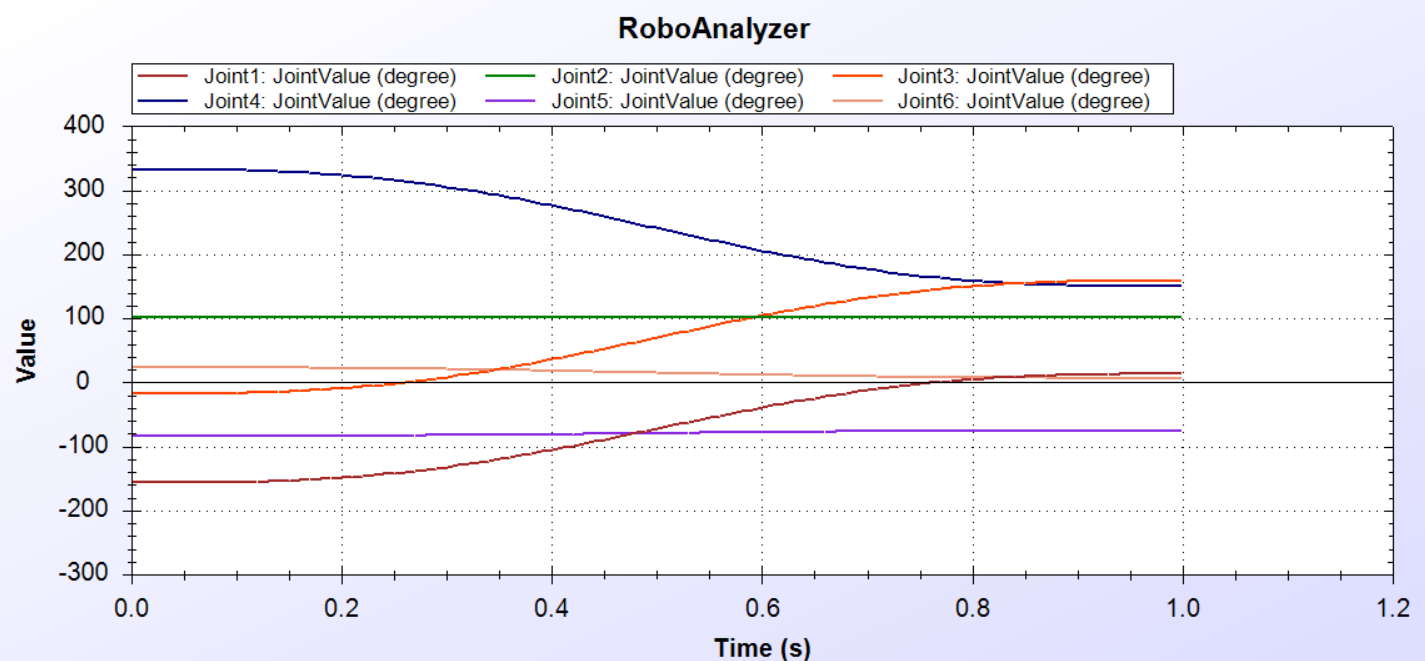 RoboAnalyzer
Joint1: JointValue (degree) Joint2: JointValue (degree) Joint3: JointValue (degree)
Joint4: JointValue (degree) Joint5: JointValue (degree) Joint6: JointValue (degree)
400
300
200
100
0
-100
-200
-300
Value
0.0 0.2 0.4 0.6 0.8 1.0 1.2
Time (s)